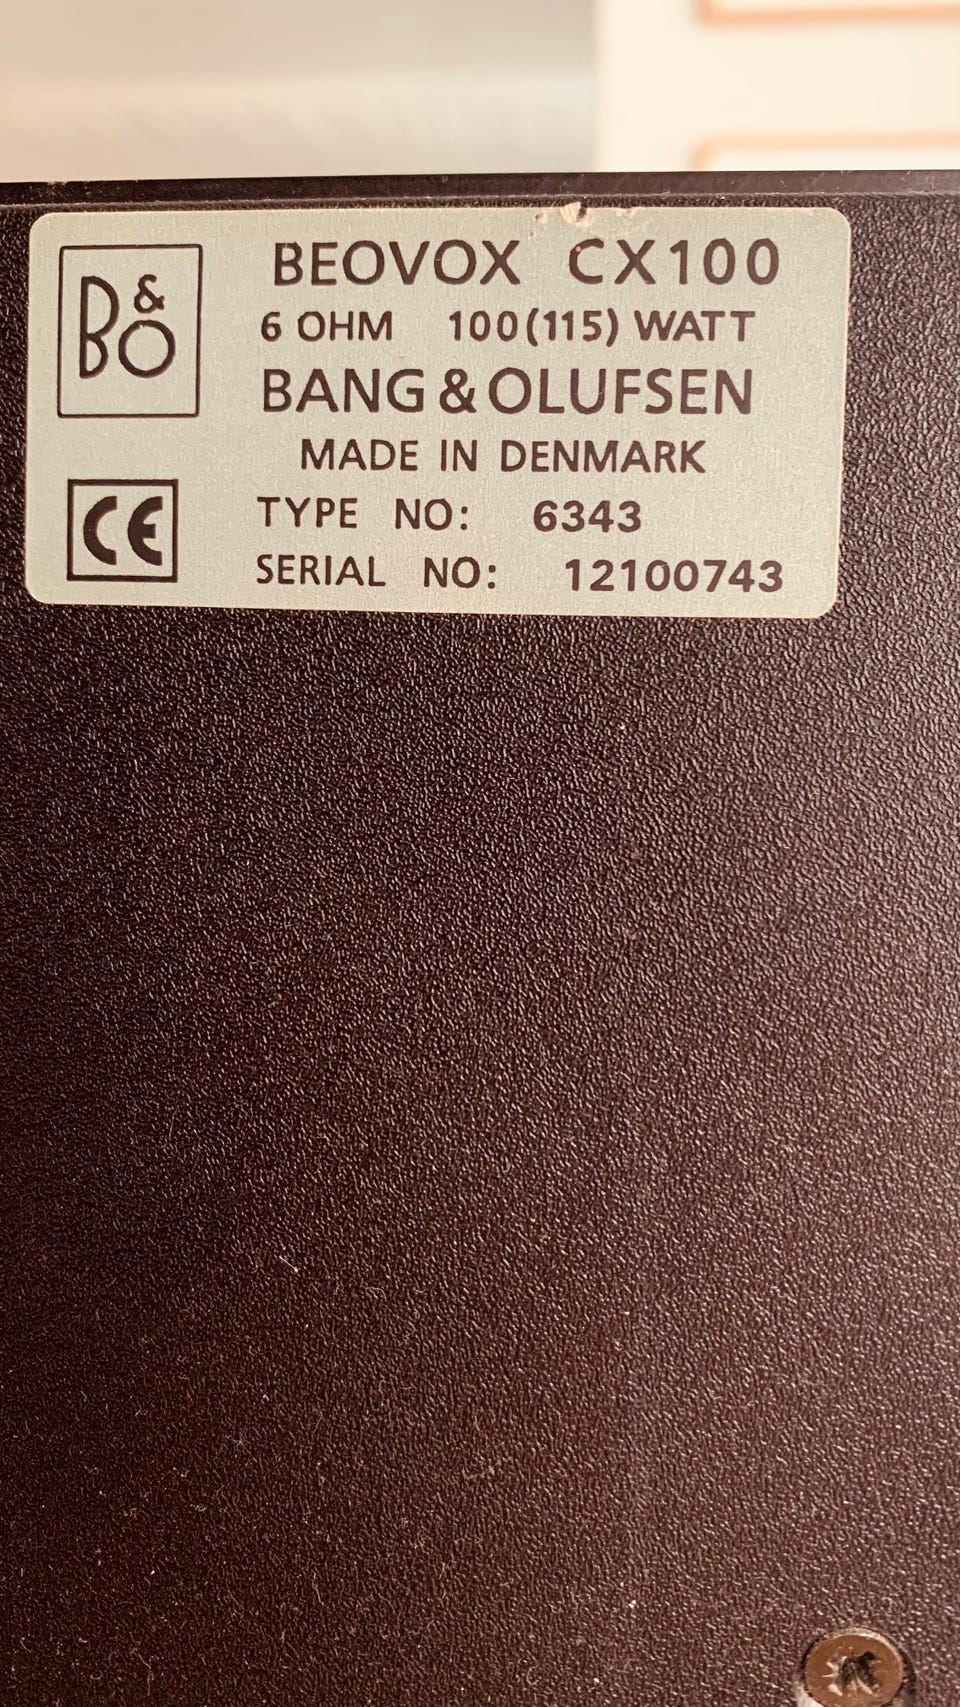 B&O
BEOVOX CX100
6 OHM 100(115) WATT
BANG & OLUFSEN
MADE IN DENMARK
CE
TYPE NO: 6343
SERIAL NO: 12100743